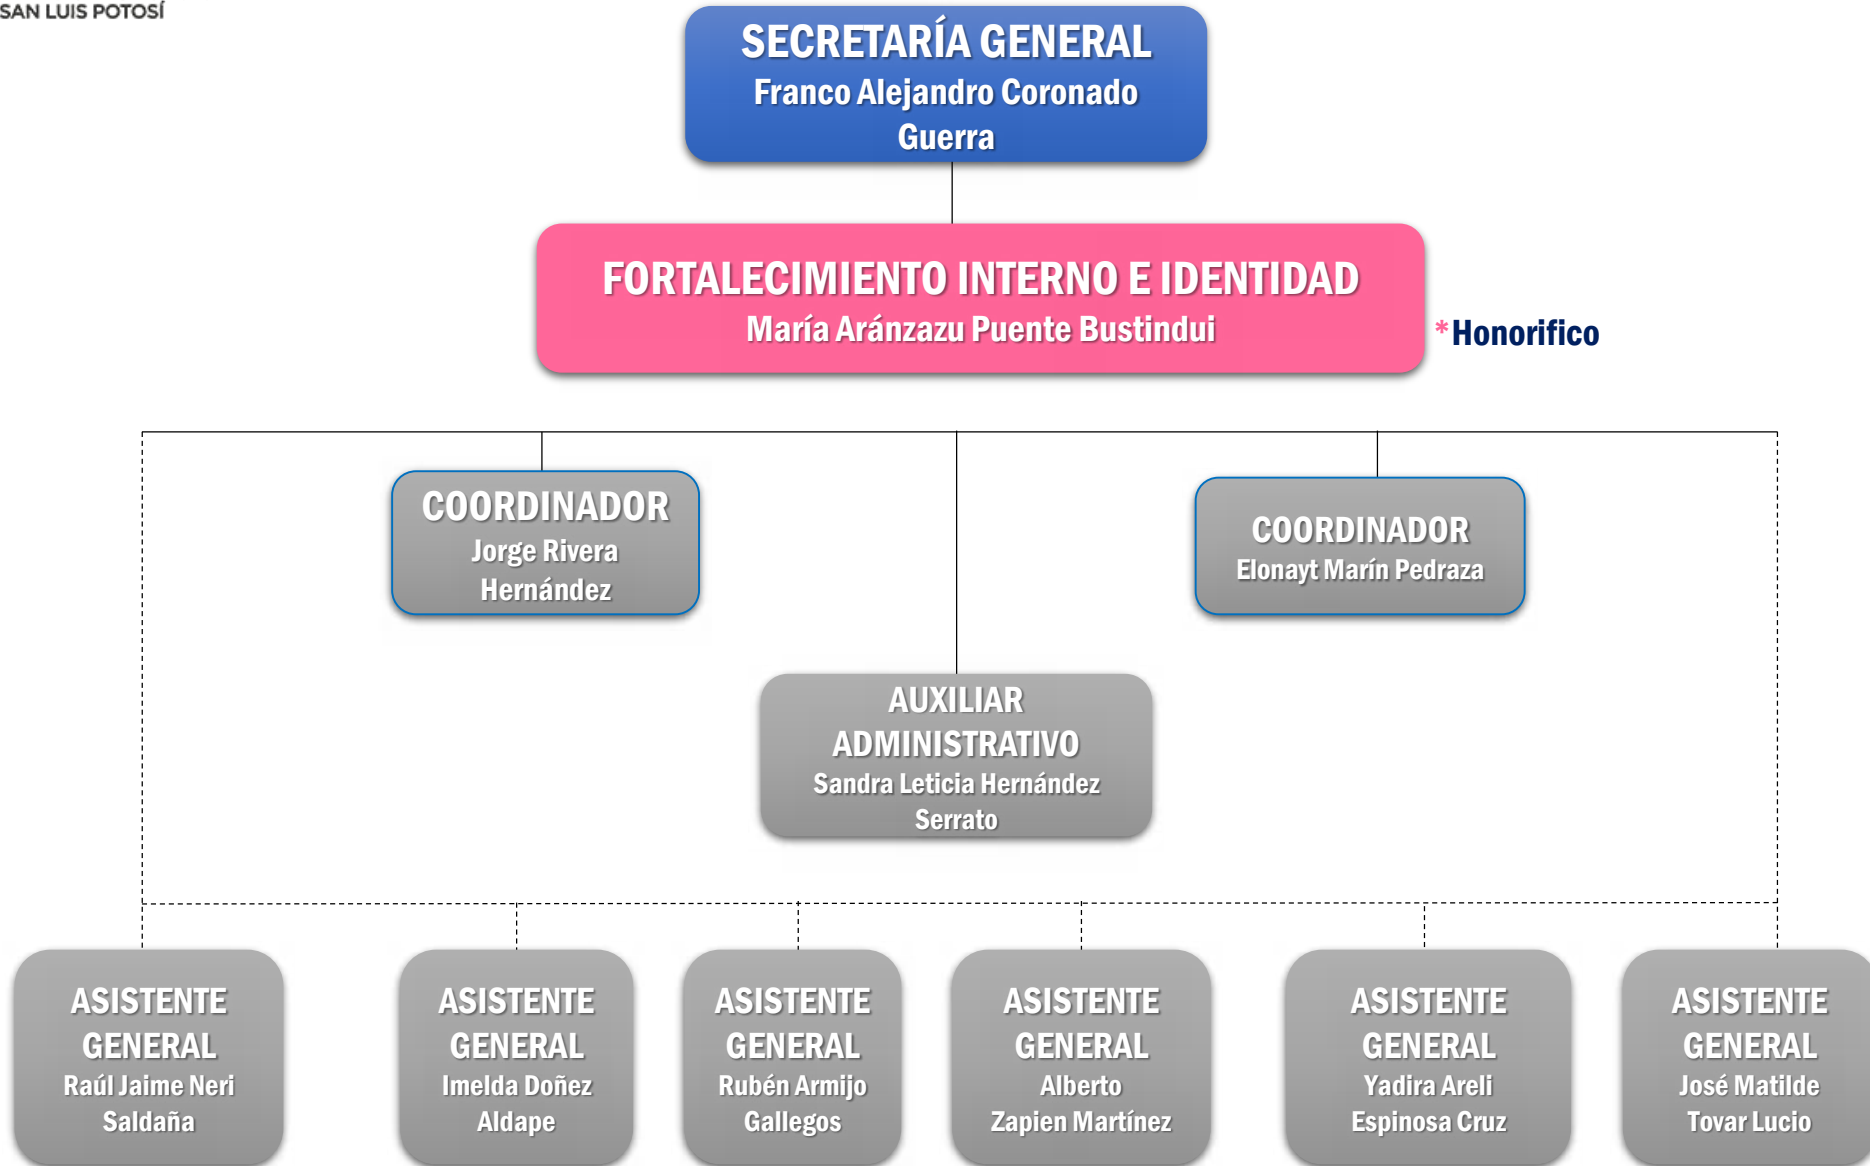 SAN LUIS POTOSÍ
SECRETARÍA GENERAL
Franco Alejandro Coronado
Guerra
FORTALECIMIENTO INTERNO E IDENTIDAD
María Aránzazu Puente Bustindui
*Honorifico
COORDINADOR
Jorge Rivera
Hernández
COORDINADOR
Elonayt Marín Pedraza
AUXILIAR
ADMINISTRATIVO
Sandra Leticia Hernández
Serrato
ASISTENTE
GENERAL
Raúl Jaime Neri
Saldaña
ASISTENTE
GENERAL
Imelda Doñez
Aldape
ASISTENTE
GENERAL
Rubén Armijo
Gallegos
ASISTENTE
GENERAL
Alberto
Zapien Martínez
ASISTENTE
GENERAL
Yadira Areli
Espinosa Cruz
ASISTENTE
GENERAL
José Matilde
Tovar Lucio